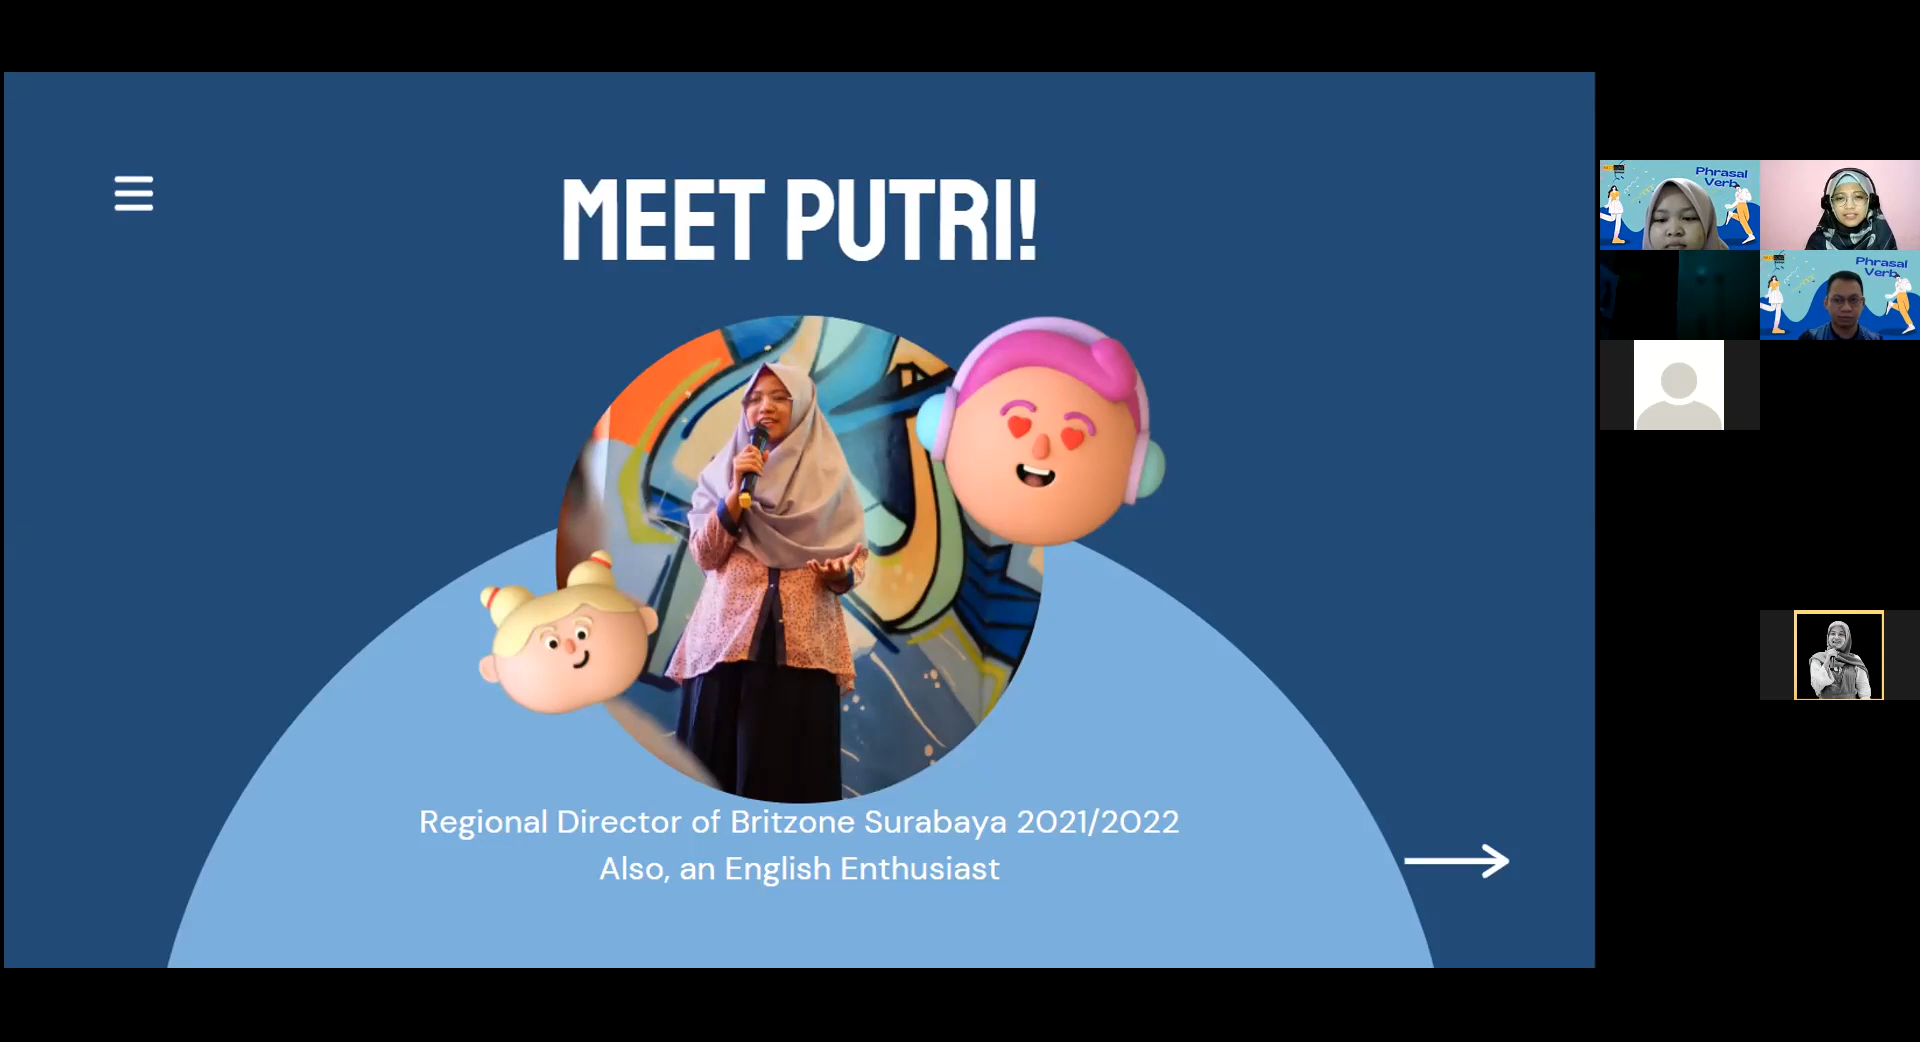 MEET PUTRI!
Regional Director of Britzone Surabaya 2021/2022
Also, an English Enthusiast
Phrasal
Verb
Phrasal
Verb